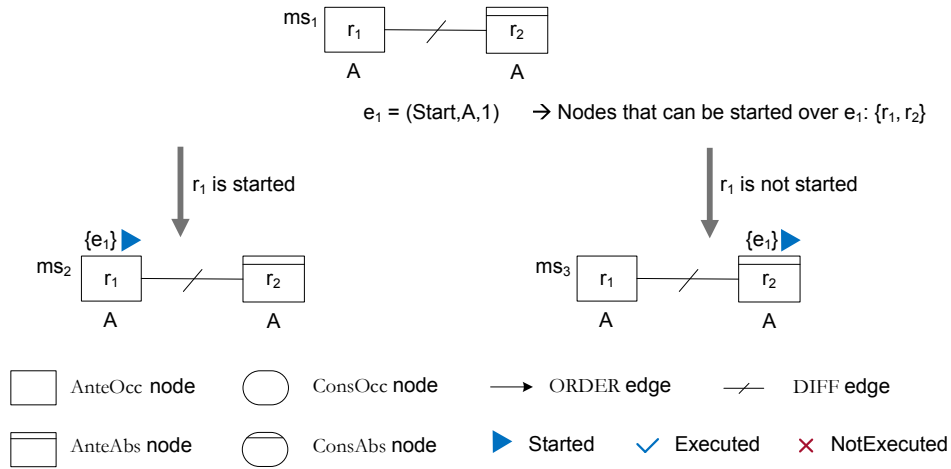 ms₁ r₁ r₂
A A
e₁ = (Start,A,1) → Nodes that can be started over e₁: {r₁, r₂}
r₁ is started r₁ is not started
{e₁} {e₁}
ms₂ r₁ r₂ ms₃ r₁ r₂
A A A A
AnteOcc node ConsOcc node ORDER edge DIFF edge
AnteAbs node ConsAbs node Started Executed NotExecuted